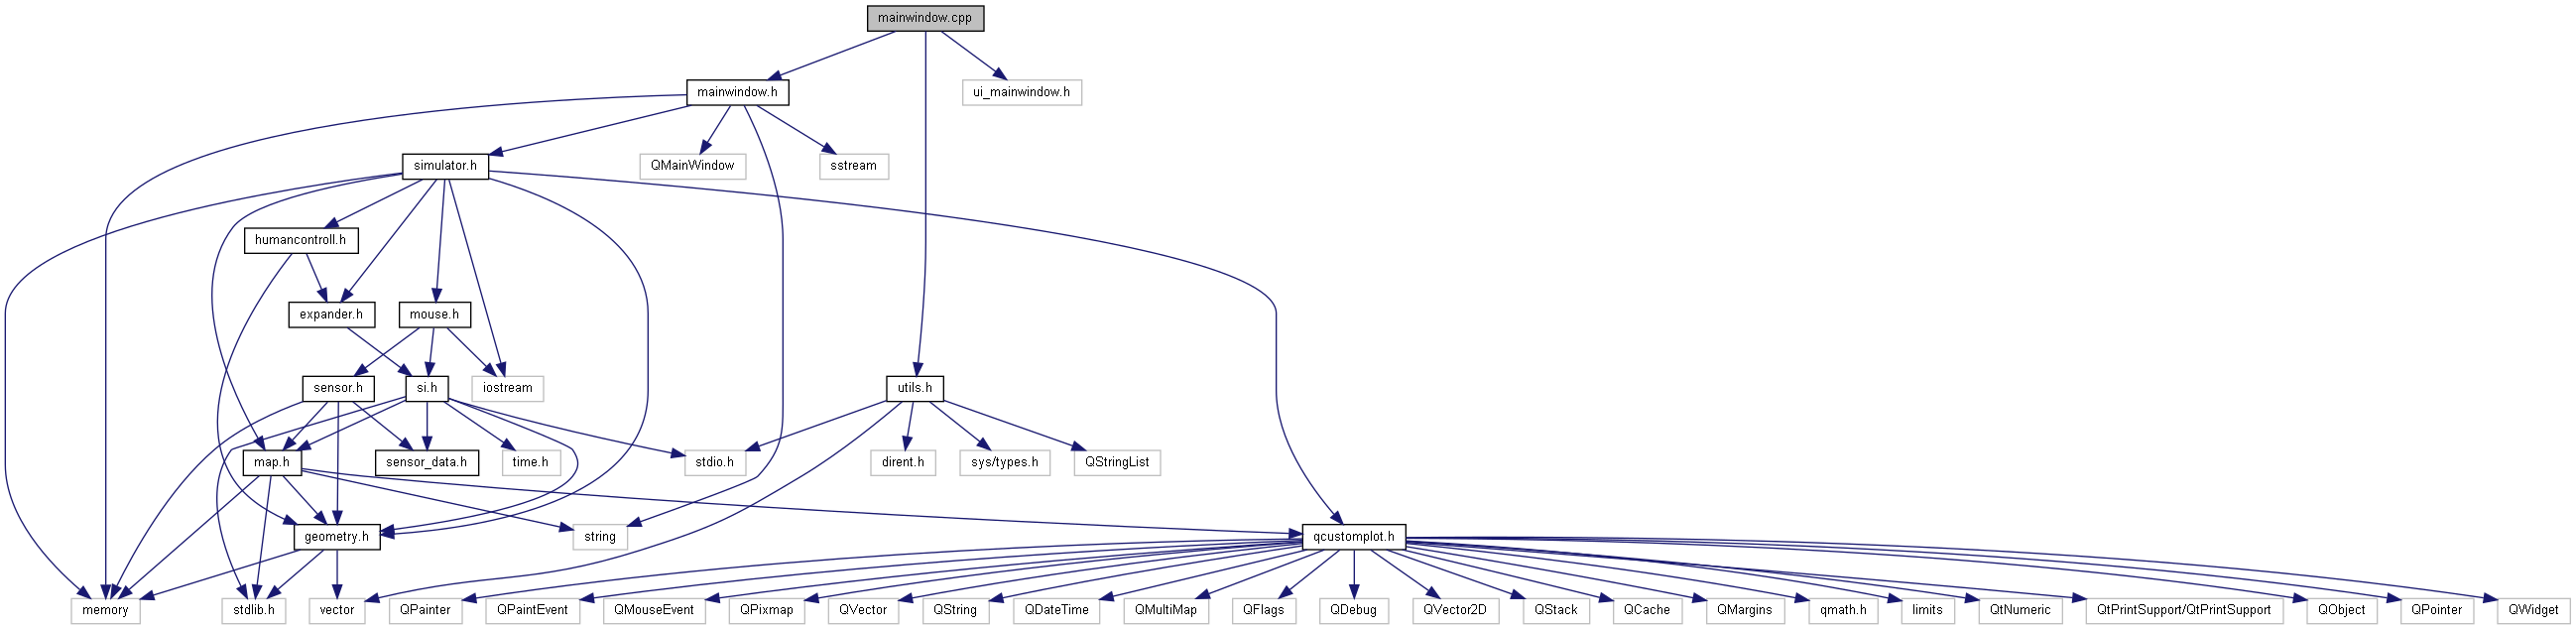 mainwindow.cpp
mainwindow.h
ui_mainwindow.h
simulator.h
QMainWindow
sstream
humancontroll.h
expander.h
mouse.h
sensor.h
si.h
iostream
utils.h
map.h
sensor_data.h
time.h
stdio.h
dirent.h
sys/types.h
QStringList
geometry.h
string
qcustomplot.h
memory
stdlib.h
vector
QPainter
QPaintEvent
QMouseEvent
QPixmap
QVector
QString
QDateTime
QMultiMap
QFlags
QDebug
QVector2D
QStack
QCache
QMargins
qmath.h
limits
QtNumeric
QtPrintSupport/QtPrintSupport
QObject
QPointer
QWidget